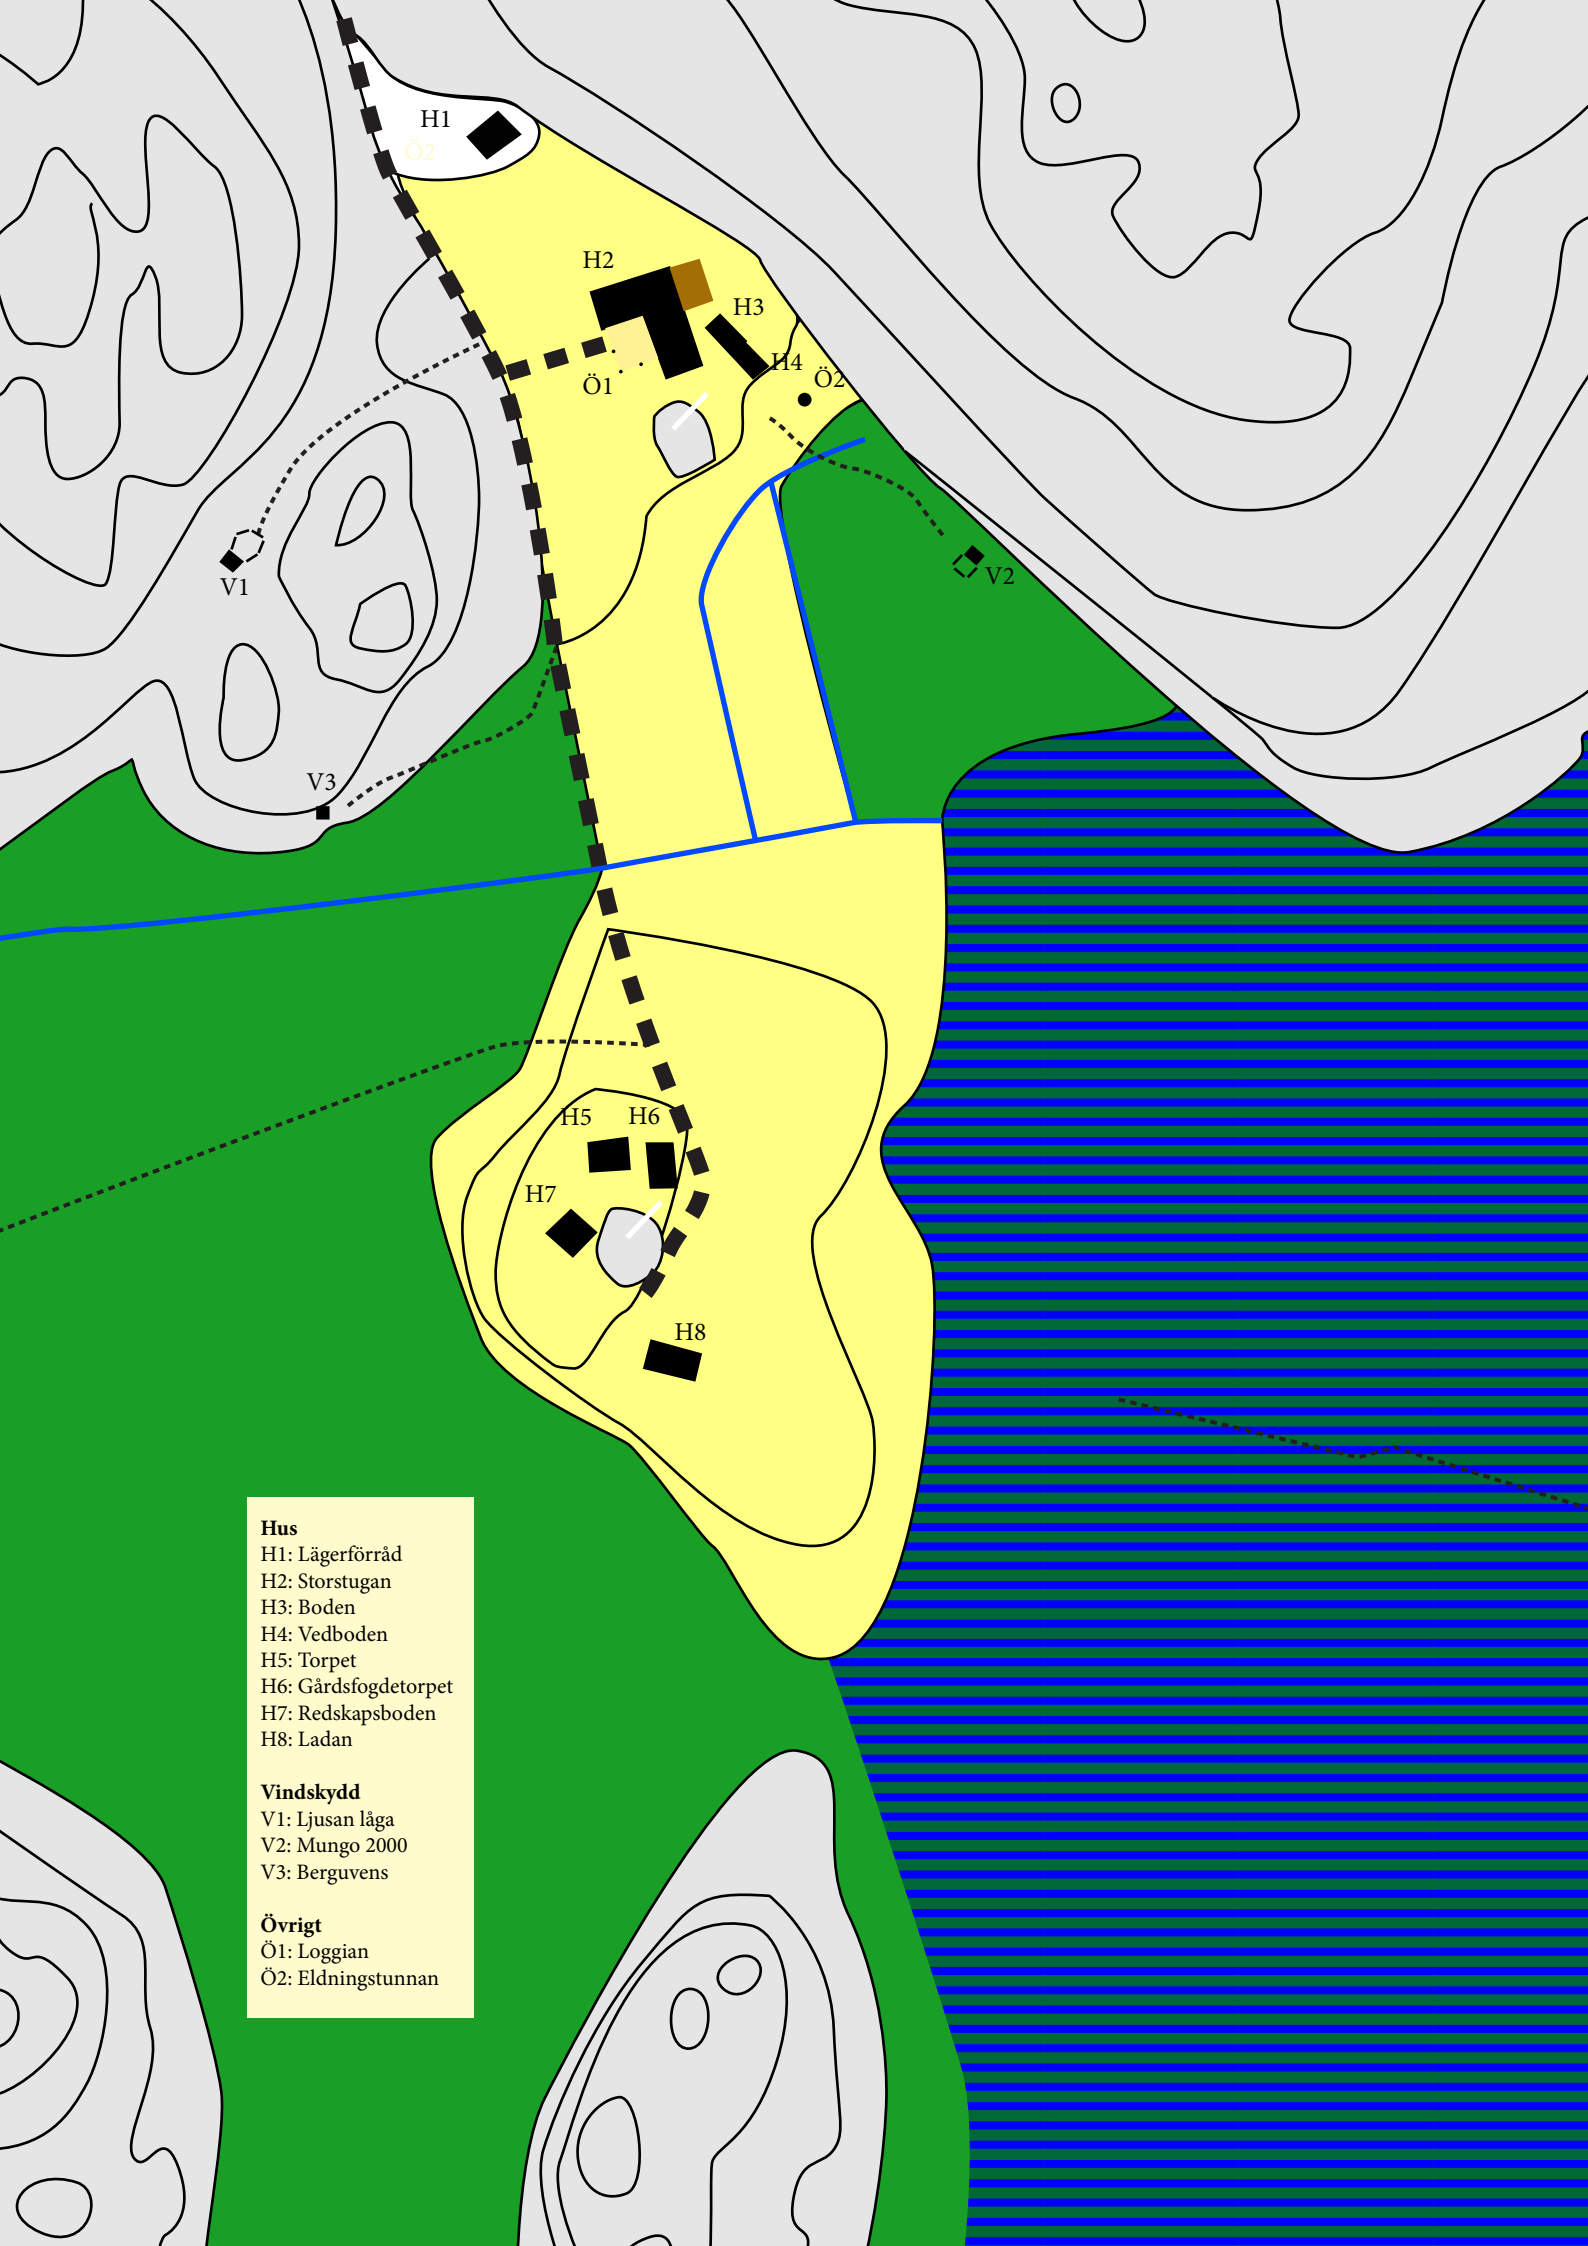 H1
Ö2
H2
H3
H4
Ö2
Ö1
V2
V1
V3
H5
H6
H7
H8
Hus
H1: Lägerförråd
H2: Storstugan
H3: Boden
H4: Vedboden
H5: Torpet
H6: Gårdsfogdetorpet
H7: Redskapsboden
H8: Ladan
Vindskydd
V1: Ljusan låga
V2: Mungo 2000
V3: Berguvens
Övrigt
Ö1: Loggian
Ö2: Eldningstunnan